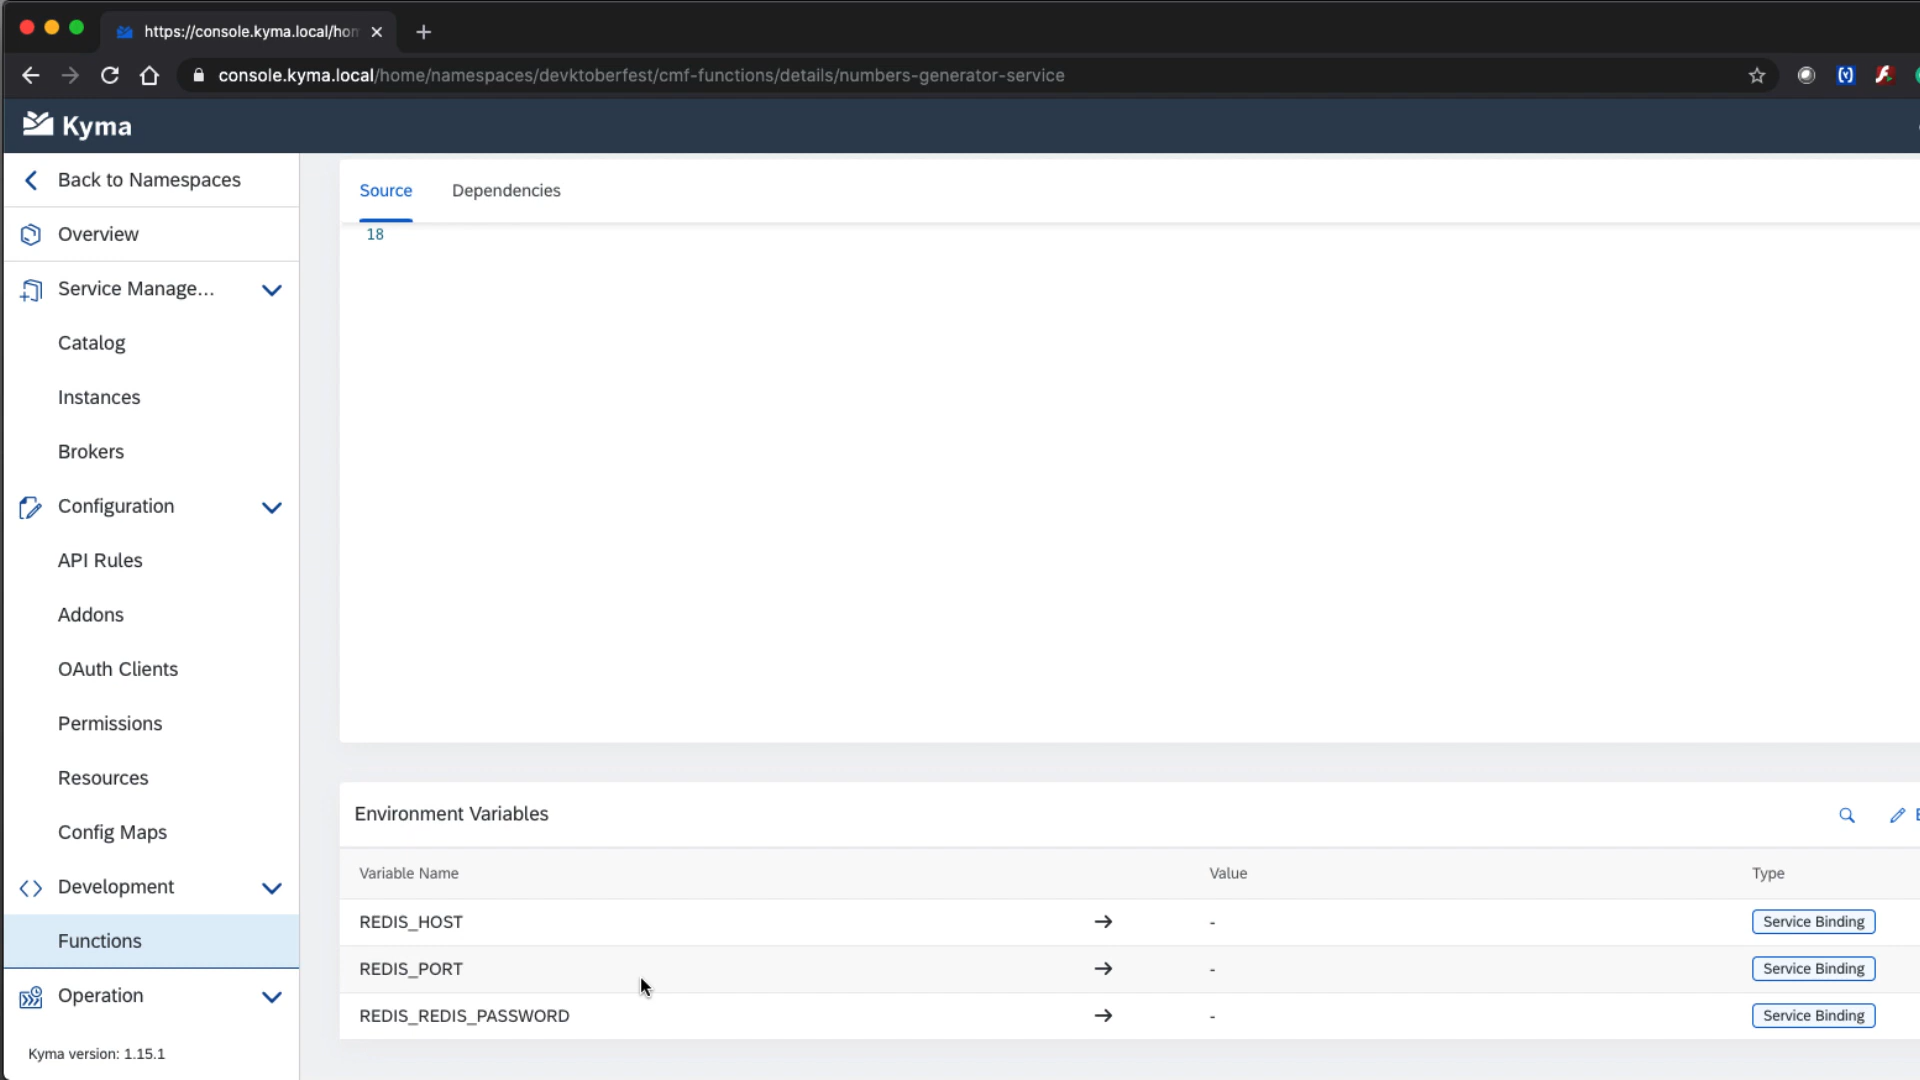 https://console.kyma.local/hom
console.kyma.local/home/namespaces/devktoberfest/cmf-functions/details/numbers-generator-service
Kyma
Back to Namespaces
Overview
Service Manage...
Catalog
Instances
Brokers
Configuration
API Rules
Addons
OAuth Clients
Permissions
Resources
Config Maps
Development
Functions
Operation
Kyma version: 1.15.1
Source Dependencies
18
Environment Variables
Variable Name Value Type
REDIS_HOST - Service Binding
REDIS_PORT - Service Binding
REDIS_REDIS_PASSWORD - Service Binding